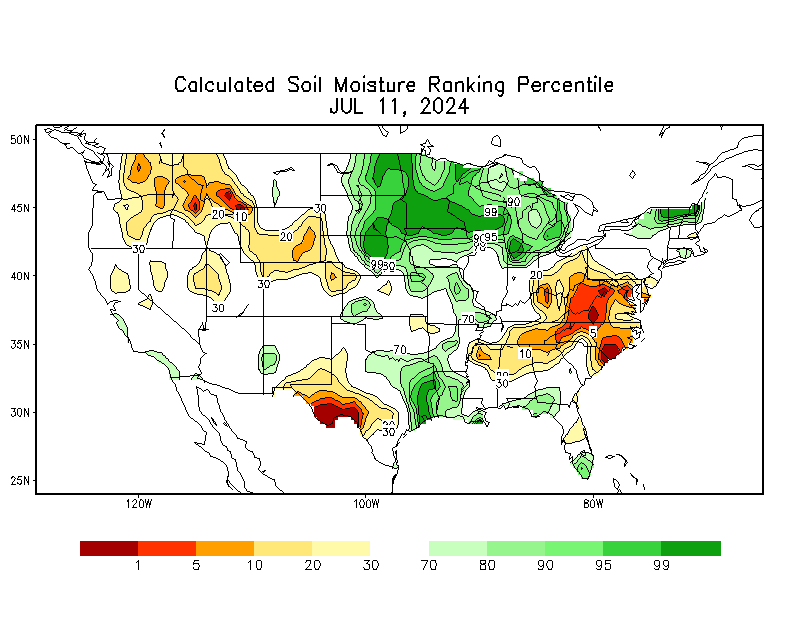 Calculated Soil Moisture Ranking Percentile
JUL 11, 2024
50N
45N
40N
35N
30N
25N
90
99
30
20
10
20
99
95
30
99
20
30
30
70
5
70
10
30
30
120W
100W
80W
1 5 10 20 30 70 80 90 95 99